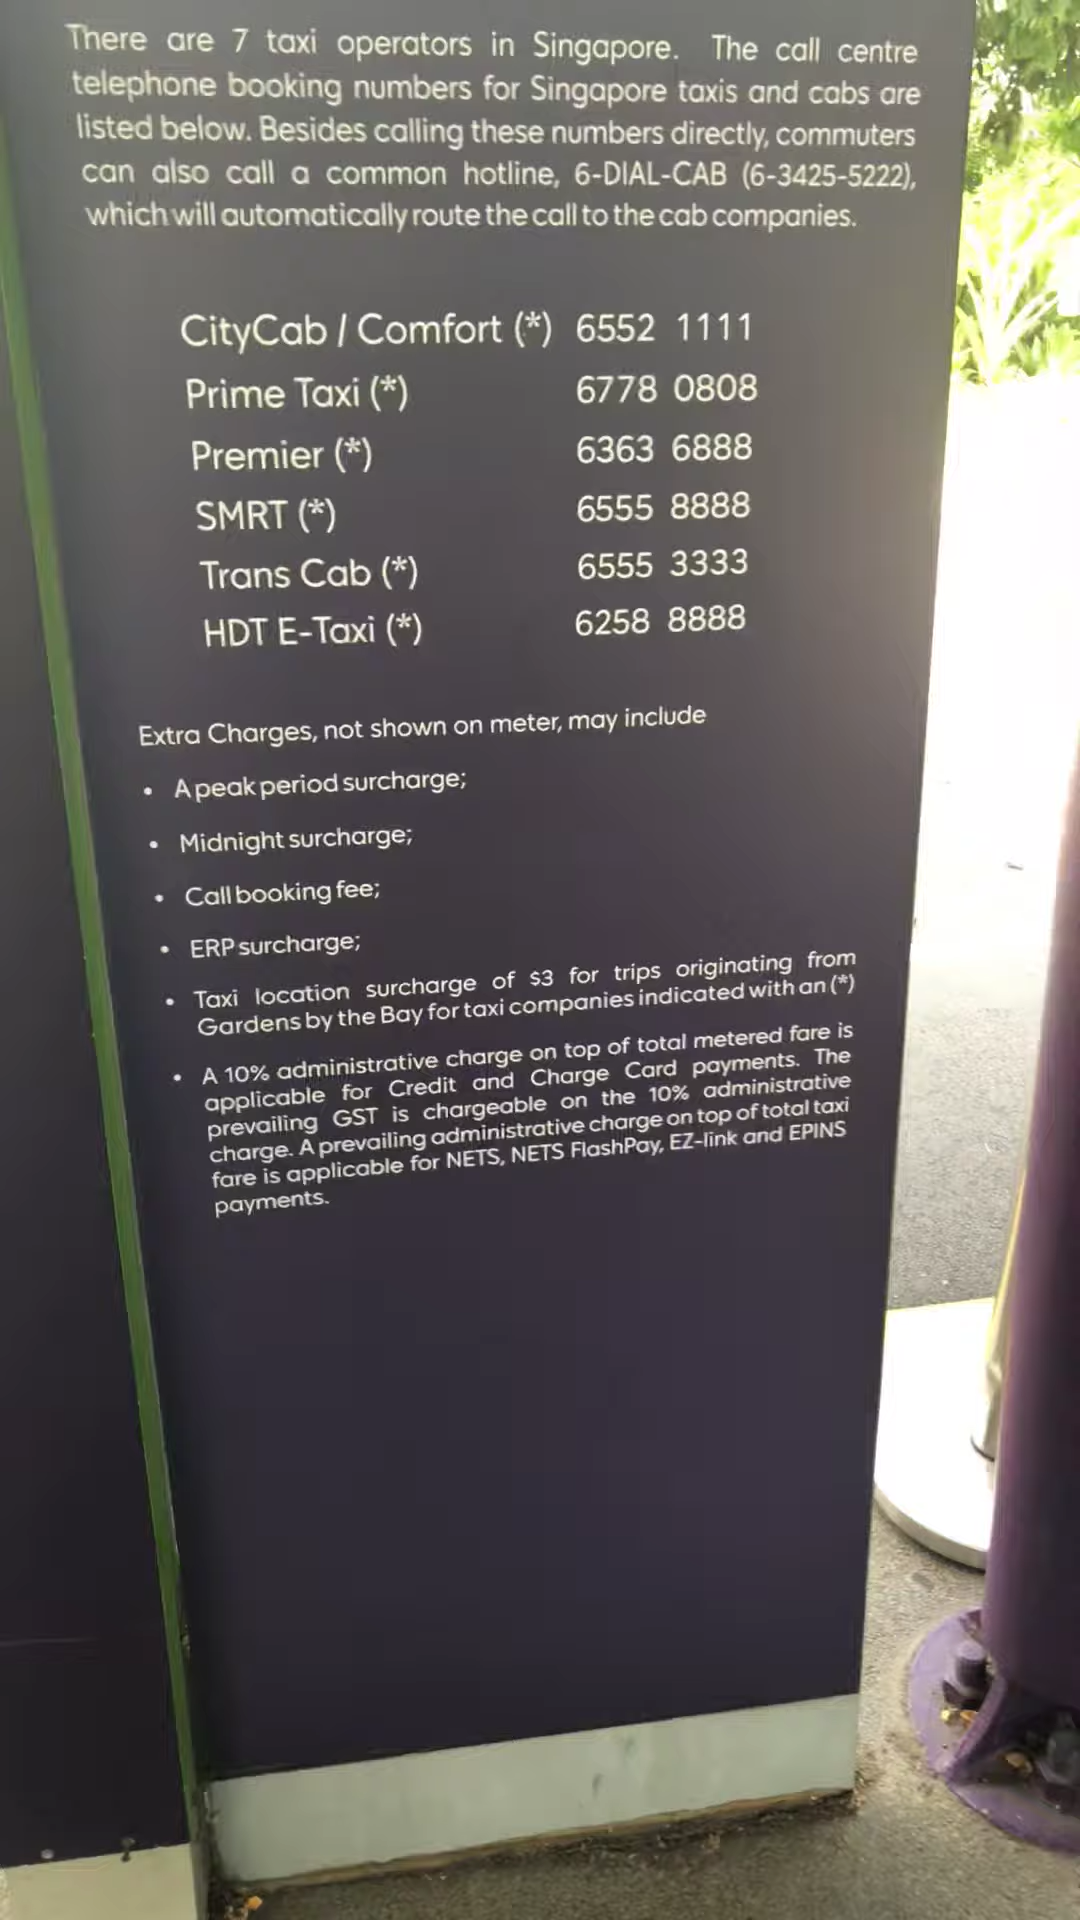 There are 7 taxi operators in Singapore. The call centre
telephone booking numbers for Singapore taxis and cabs are
listed below. Besides calling these numbers directly, commuters
can also call a common hotline, 6-DIAL-CAB (6-3425-5222),
which will automatically route the call to the cab companies.
CityCab / Comfort (*) 6552 1111
Prime Taxi (*) 6778 0808
Premier (*) 6363 6888
SMRT (*) 6555 8888
Trans Cab (*) 6555 3333
HDT E-Taxi (*) 6258 8888
Extra Charges, not shown on meter, may include
• A peak period surcharge;
• Midnight surcharge;
• Call booking fee;
• ERP surcharge;
• Taxi location surcharge of $3 for trips originating from
Gardens by the Bay for taxi companies indicated with an (*)
• A 10% administrative charge on top of total metered fare is
applicable for Credit and Charge Card payments. The
prevailing GST is chargeable on the 10% administrative
charge. A prevailing administrative charge on top of total taxi
fare is applicable for NETS, NETS FlashPay, EZ-link and EPINS
payments.